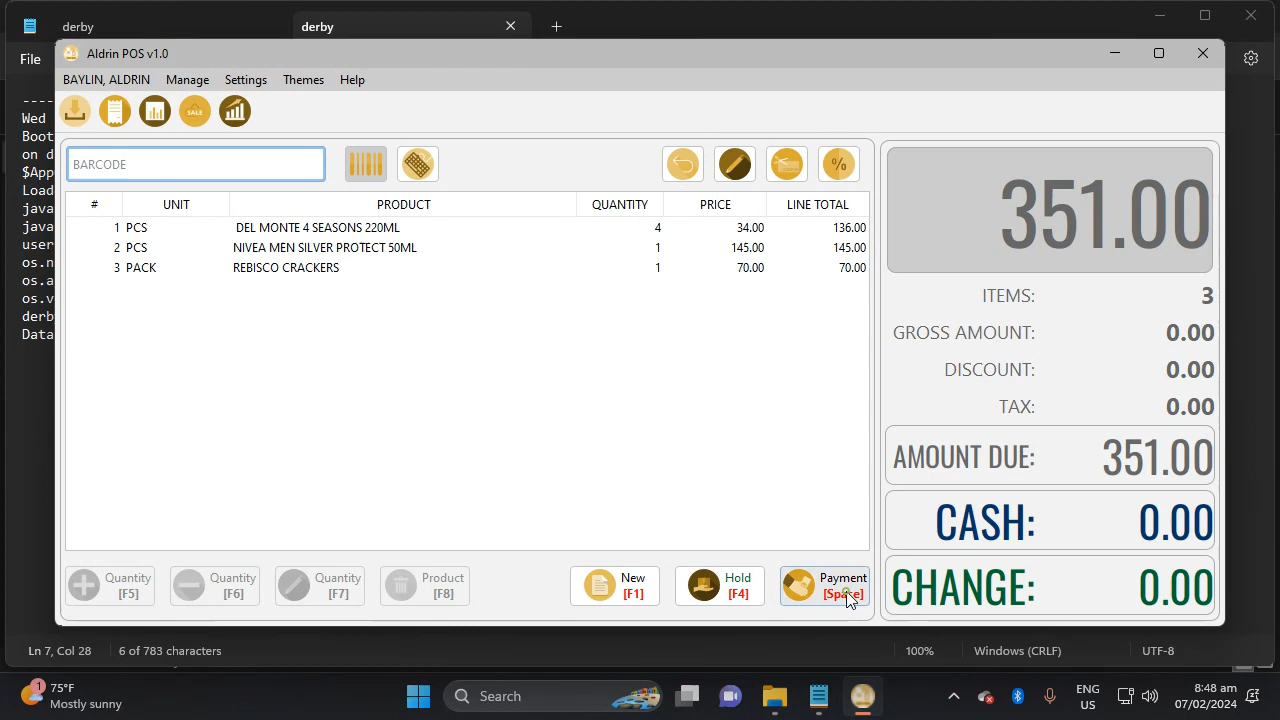 derby
derby
File
Aldrin POS v1.0
BAYLIN, ALDRIN Manage Settings Themes Help
SALE
BARCODE
%
# UNIT PRODUCT QUANTITY PRICE LINE TOTAL
1 PCS DEL MONTE 4 SEASONS 220ML 4 34.00 136.00
2 PCS NIVEA MEN SILVER PROTECT 50ML 1 145.00 145.00
3 PACK REBISCO CRACKERS 1 70.00 70.00
351.00
ITEMS: 3
GROSS AMOUNT: 0.00
DISCOUNT: 0.00
TAX: 0.00
AMOUNT DUE: 351.00
CASH: 0.00
CHANGE: 0.00
Quantity [F5]
Quantity [F6]
Quantity [F7]
Product [F8]
New [F1]
Hold [F4]
Payment [Space]
----
Wed
Boot
on d
$App
Load
java
java
user
os.n
os.a
os.v
derb
Data
Ln 7, Col 28 6 of 783 characters 100% Windows (CRLF) UTF-8
1
75°F
Mostly sunny
Search
ENG
US
8:48 am
07/02/2024